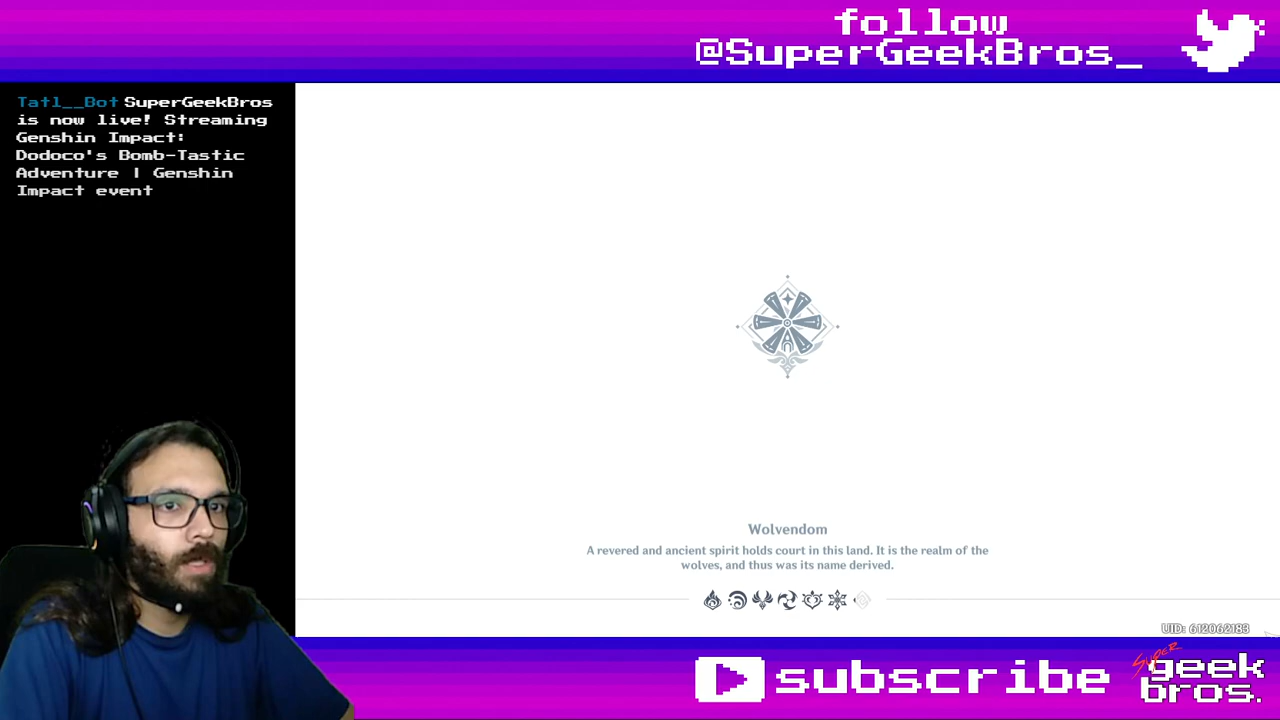 follow
@SuperGeekBros_
Tatl__Bot SuperGeekBros
is now live! Streaming
Genshin Impact:
Dodoco's Bomb-Tastic
Adventure | Genshin
Impact event
Wolvendom
A revered and ancient spirit holds court in this land. It is the realm of the
wolves, and thus was its name derived.
UID: 612062183
subscribe
SUPER
geek
bros.